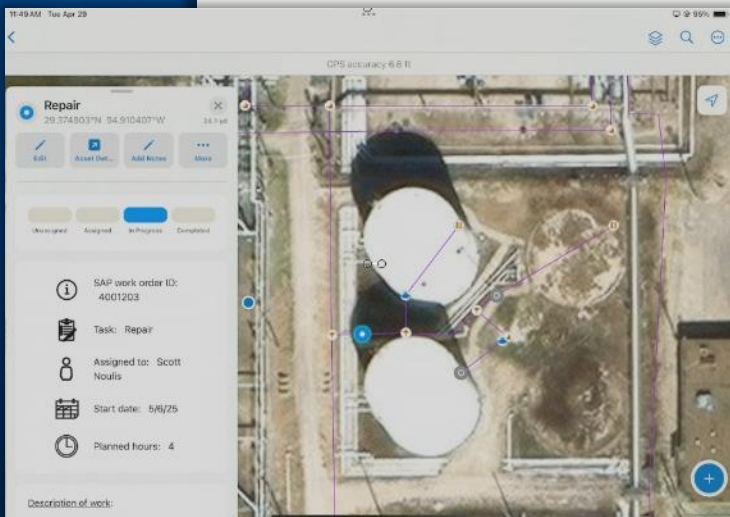 11:49 AM Tue Apr 29
95%
GPS accuracy 6.6 ft
Repair
29.374803°N 94.910407°W
Edit
Asset Det...
Add Notes
More
Unassigned
Assigned
In Progress
Completed
SAP work order ID:
4001203
Task: Repair
Assigned to: Scott
Noulis
Start date: 5/6/25
Planned hours: 4
Description of work: